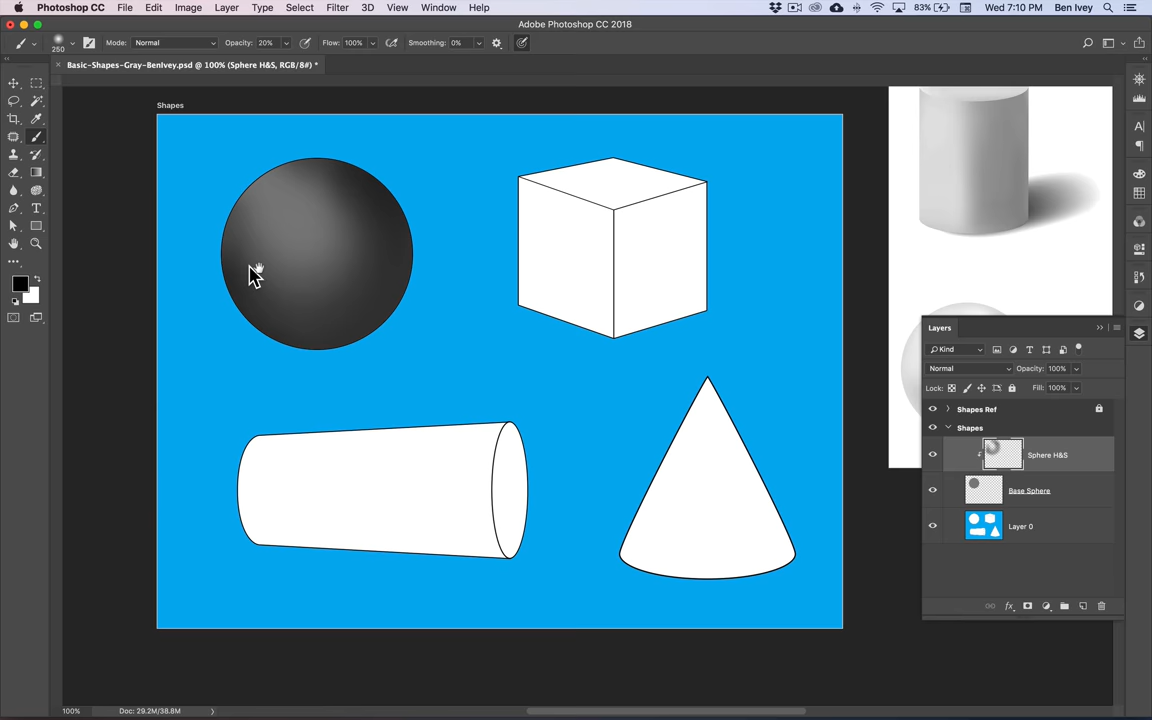 Photoshop CC File Edit Image Layer Type Select Filter 3D View Window Help 83% Wed 7:10 PM Ben Ivey
Adobe Photoshop CC 2018
250 Mode: Normal Opacity: 20% Flow: 100% Smoothing: 0%
Basic-Shapes-Gray-BenIvey.psd @ 100% (Sphere H&S, RGB/8#) *
Shapes
Layers
Kind
Normal Opacity: 100%
Lock: Fill: 100%
Shapes Ref
Shapes
Sphere H&S
Base Sphere
Layer 0
100% Doc: 29.2M/38.8M